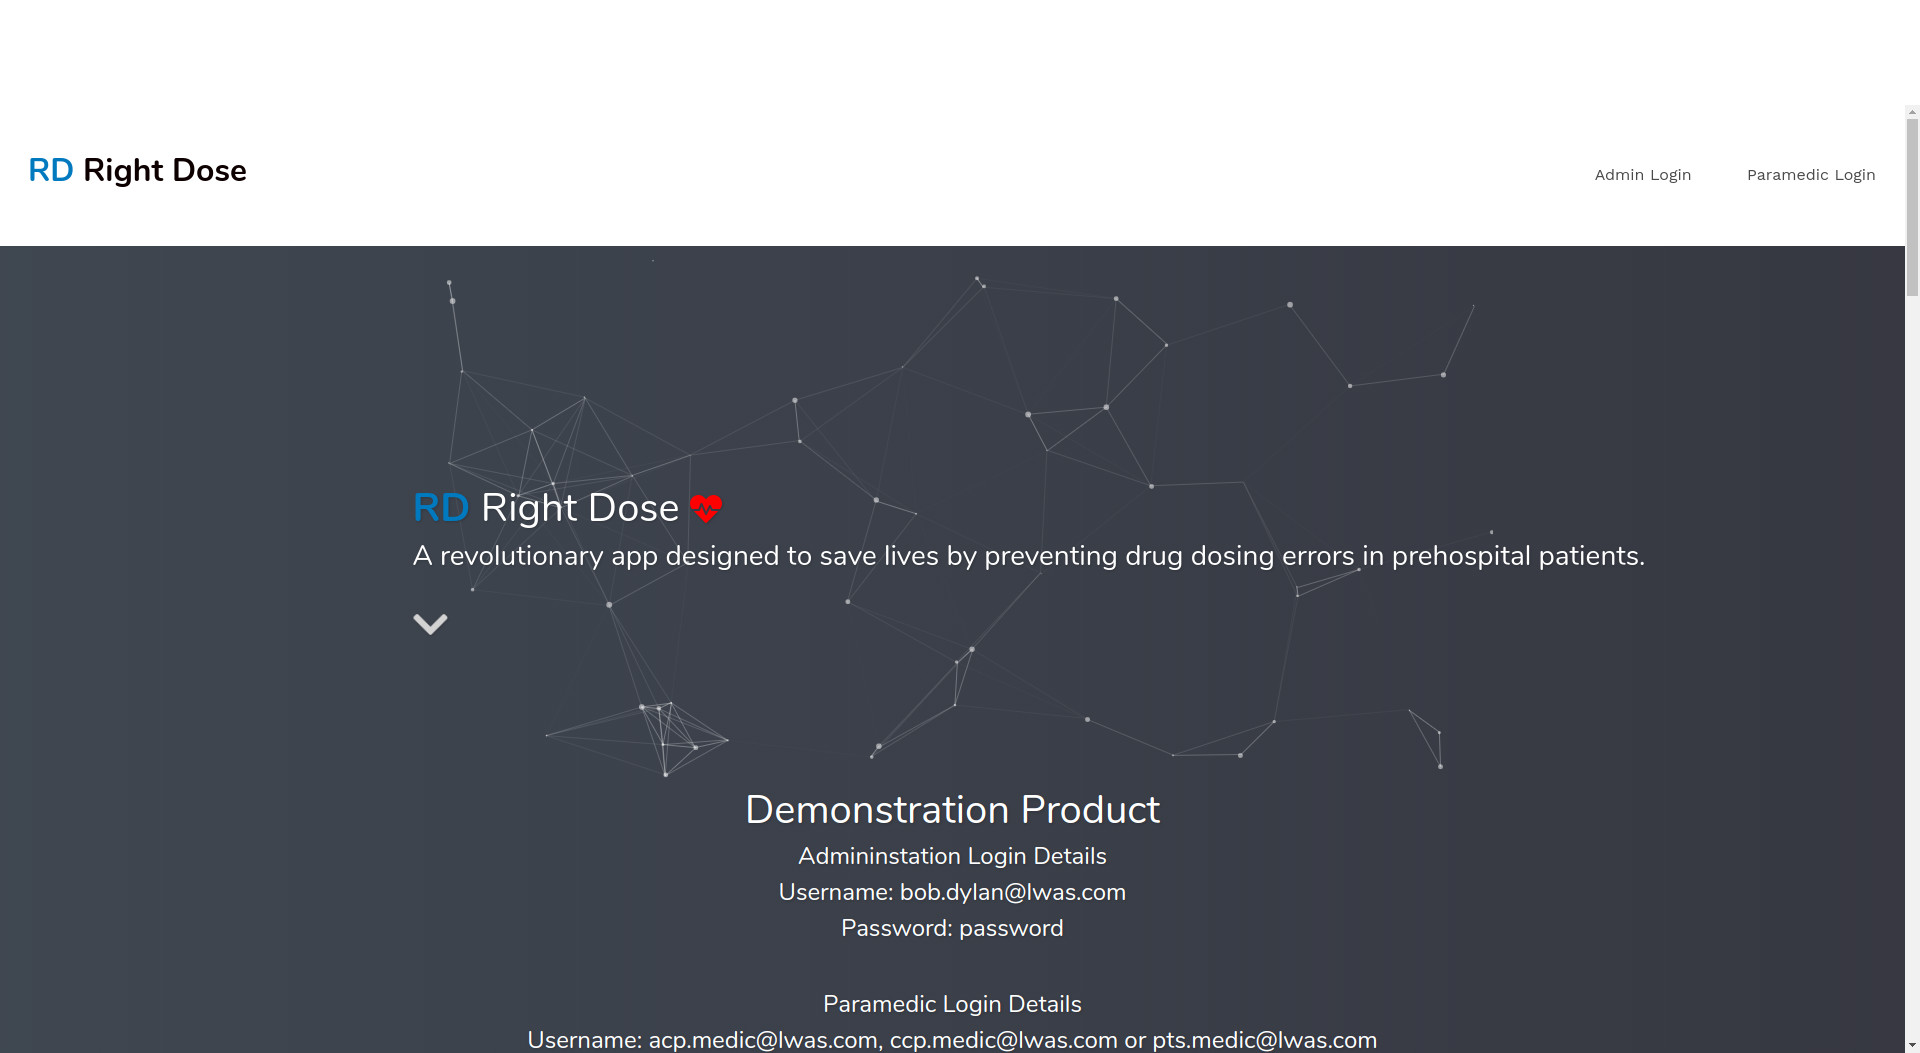 RD Right Dose
Admin Login
Paramedic Login
RD Right Dose
A revolutionary app designed to save lives by preventing drug dosing errors in prehospital patients.
Demonstration Product
Admininstation Login Details
Username: bob.dylan@lwas.com
Password: password
Paramedic Login Details
Username: acp.medic@lwas.com, ccp.medic@lwas.com or pts.medic@lwas.com